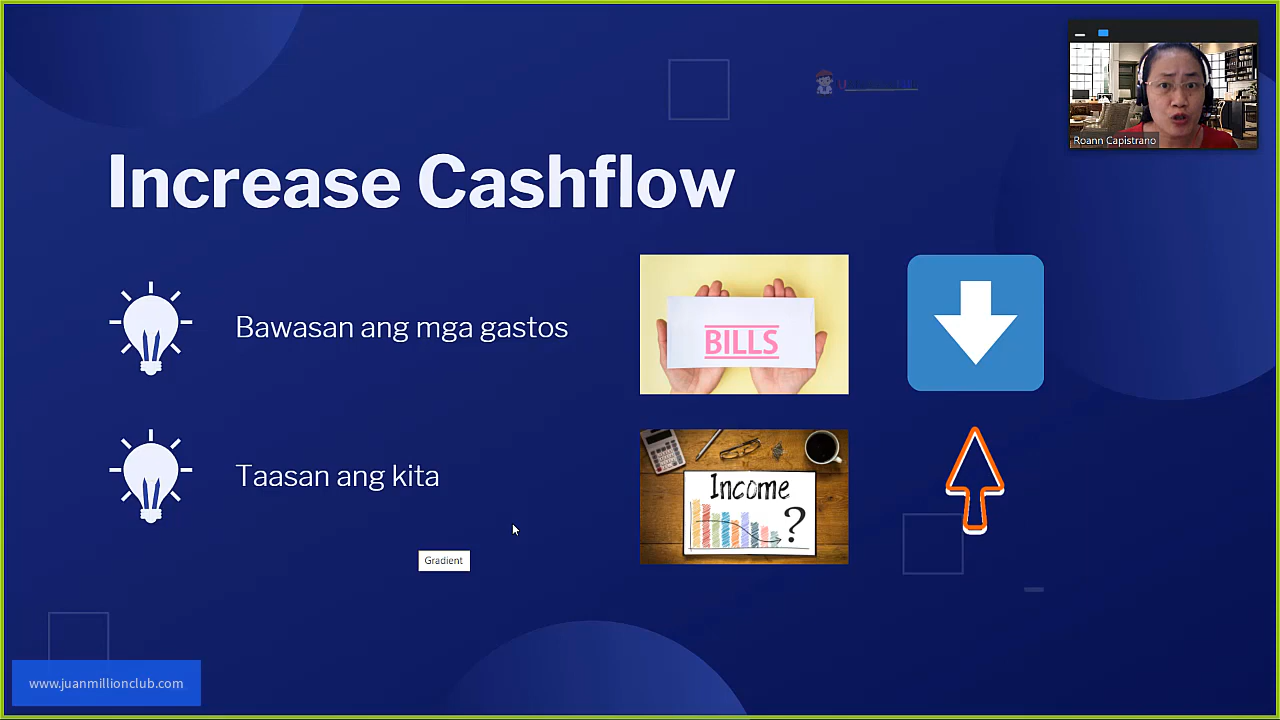 Roann Capistrano
Increase Cashflow
Bawasan ang mga gastos
BILLS
Taasan ang kita
Income
?
Gradient
www.juanmillionclub.com